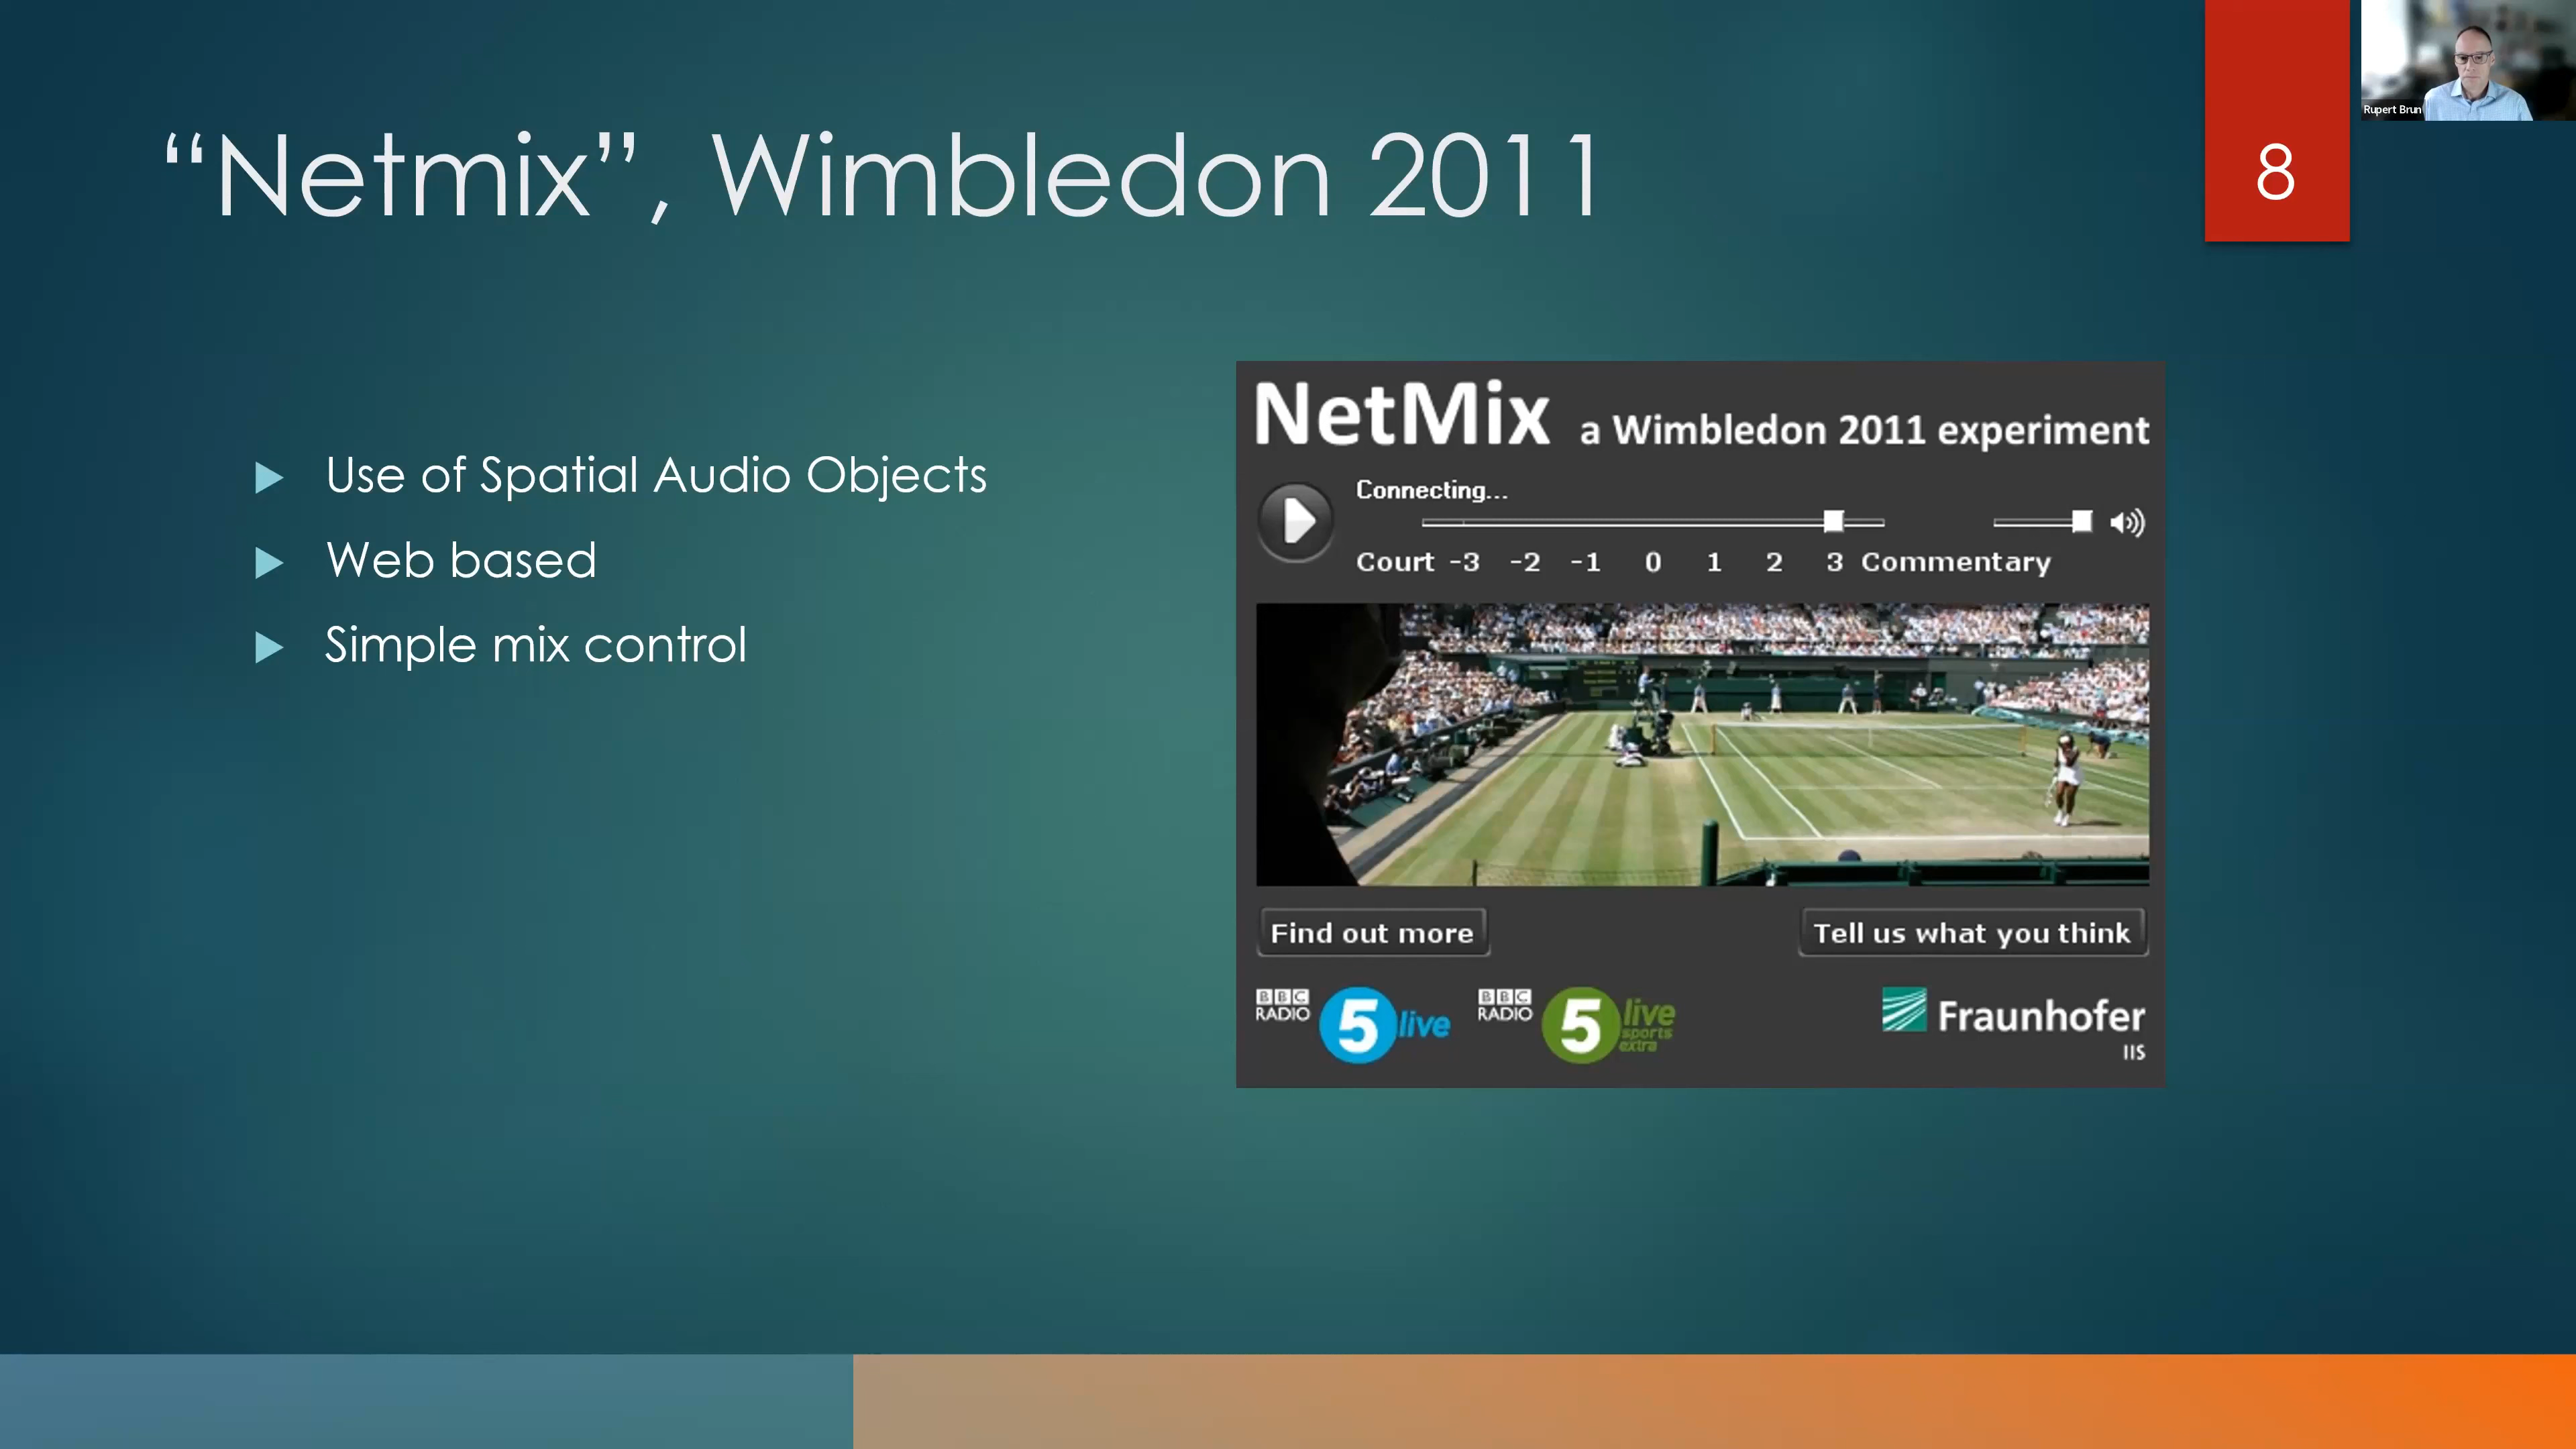 “Netmix”, Wimbledon 2011
8
Rupert Brun
Use of Spatial Audio Objects
Web based
Simple mix control
NetMix a Wimbledon 2011 experiment
Connecting...
Court -3 -2 -1 0 1 2 3 Commentary
Find out more
Tell us what you think
BBC RADIO 5 live
BBC RADIO 5 live sports extra
Fraunhofer
IIS